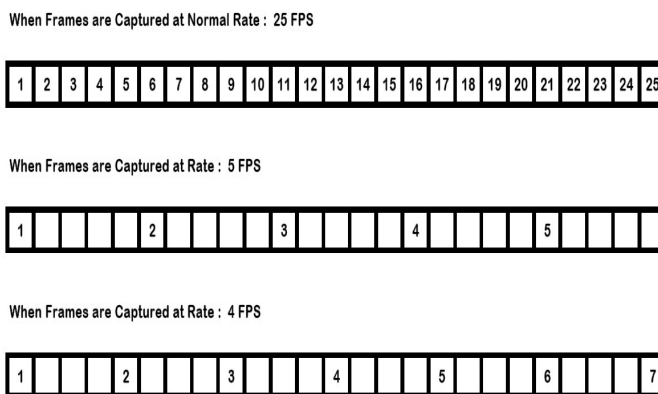 When Frames are Captured at Normal Rate : 25 FPS
1 2 3 4 5 6 7 8 9 10 11 12 13 14 15 16 17 18 19 20 21 22 23 24 25
When Frames are Captured at Rate : 5 FPS
1 2 3 4 5
When Frames are Captured at Rate : 4 FPS
1 2 3 4 5 6 7